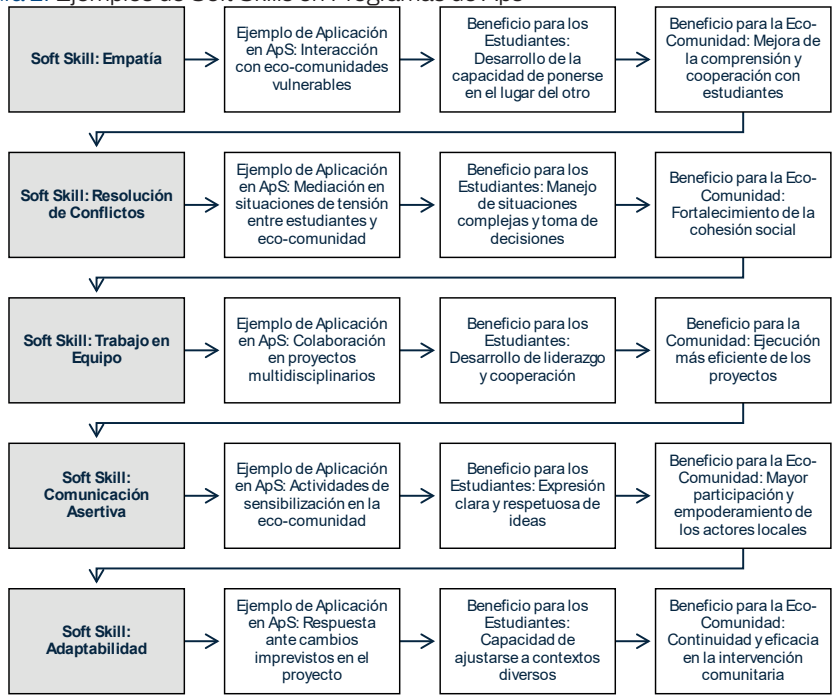 2. Ejemplos de Soft Skills en Programas de ApS
Soft Skill: Empatía
Ejemplo de Aplicación
en ApS: Interacción
con eco-comunidades
vulnerables
Beneficio para los
Estudiantes:
Desarrollo de la
capacidad de ponerse
en el lugar del otro
Beneficio para la Eco-
Comunidad: Mejora de
la comprensión y
cooperación con
estudiantes
Soft Skill: Resolución
de Conflictos
Ejemplo de Aplicación
en ApS: Mediación en
situaciones de tensión
entre estudiantes y
eco-comunidad
Beneficio para los
Estudiantes: Manejo
de situaciones
complejas y toma de
decisiones
Beneficio para la Eco-
Comunidad:
Fortalecimiento de la
cohesión social
Soft Skill: Trabajo en
Equipo
Ejemplo de Aplicación
en ApS: Colaboración
en proyectos
multidisciplinarios
Beneficio para los
Estudiantes:
Desarrollo de liderazgo
y cooperación
Beneficio para la
Comunidad: Ejecución
más eficiente de los
proyectos
Soft Skill:
Comunicación
Asertiva
Ejemplo de Aplicación
en ApS: Actividades de
sensibilización en la
eco-comunidad
Beneficio para los
Estudiantes: Expresión
clara y respetuosa de
ideas
Beneficio para la Eco-
Comunidad: Mayor
participación y
empoderamiento de
los actores locales
Soft Skill:
Adaptabilidad
Ejemplo de Aplicación
en ApS: Respuesta
ante cambios
imprevistos en el
proyecto
Beneficio para los
Estudiantes:
Capacidad de
ajustarse a contextos
diversos
Beneficio para la Eco-
Comunidad:
Continuidad y eficacia
en la intervención
comunitaria